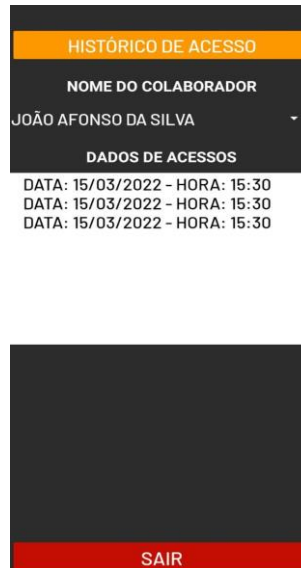 HISTÓRICO DE ACESSO
NOME DO COLABORADOR
JOÃO AFONSO DA SILVA
DADOS DE ACESSOS
DATA: 15/03/2022 - HORA: 15:30
DATA: 15/03/2022 - HORA: 15:30
DATA: 15/03/2022 - HORA: 15:30
SAIR